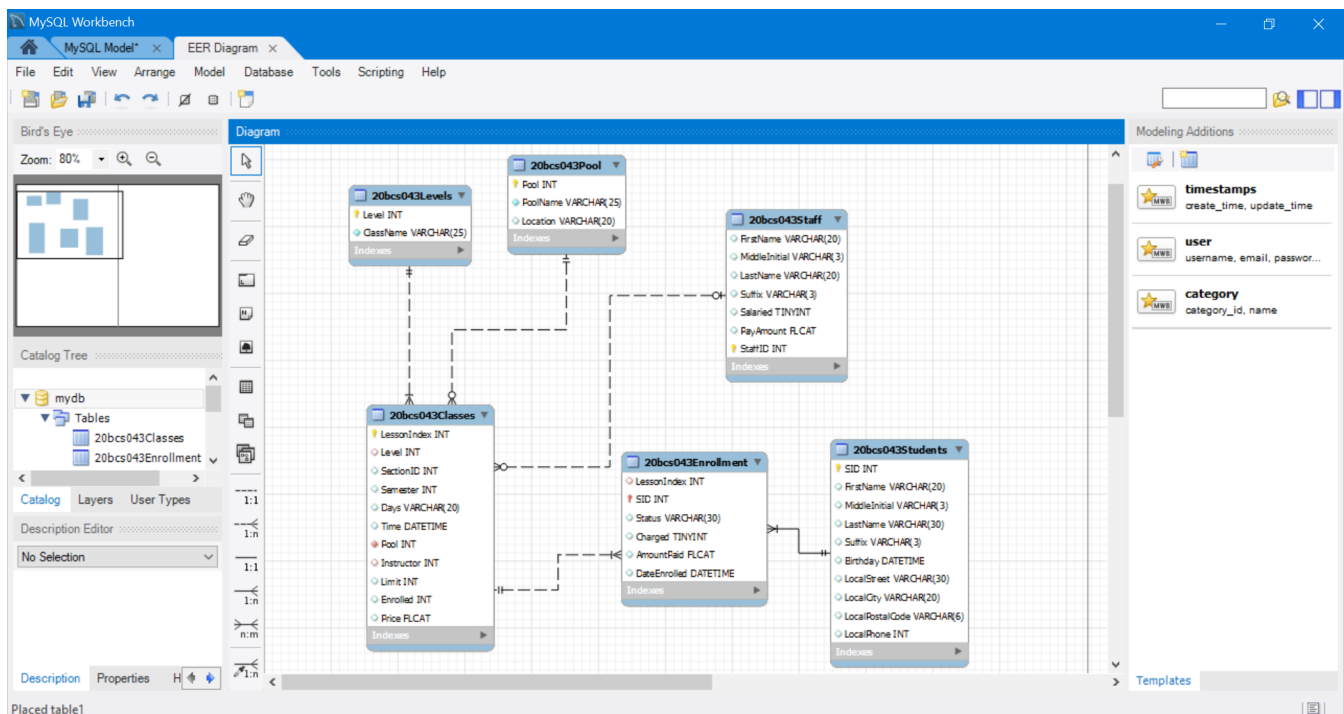 MySQL Workbench
MySQL Model* ×
EER Diagram ×
File Edit View Arrange Model Database Tools Scripting Help
Bird's Eye
Zoom: 80%
Catalog Tree
mydb
Tables
20bcs043Classes
20bcs043Enrollment
Catalog Layers User Types
Description Editor
No Selection
Description Properties H
Placed table1
Diagram
1:1
1:n
1:1
1:n
n:m
1:n
20bcs043Levels
Level INT
ClassName VARCHAR(25)
Indexes
20bcs043Pool
Pool INT
PoolName VARCHAR(25)
Location VARCHAR(20)
Indexes
20bcs043Staff
FirstName VARCHAR(20)
MiddleInitial VARCHAR(3)
LastName VARCHAR(20)
Suffix VARCHAR(3)
Salaried TINYINT
PayAmount FLOAT
StaffID INT
Indexes
20bcs043Classes
LessonIndex INT
Level INT
SectionID INT
Semester INT
Days VARCHAR(20)
Time DATETIME
Pool INT
Instructor INT
Limit INT
Enrolled INT
Price FLOAT
Indexes
20bcs043Enrollment
LessonIndex INT
SID INT
Status VARCHAR(30)
Charged TINYINT
AmountPaid FLOAT
DateEnrolled DATETIME
Indexes
20bcs043Students
SID INT
FirstName VARCHAR(20)
MiddleInitial VARCHAR(3)
LastName VARCHAR(30)
Suffix VARCHAR(3)
Birthday DATETIME
LocalStreet VARCHAR(30)
LocalCity VARCHAR(20)
LocalPostalCode VARCHAR(6)
LocalPhone INT
Indexes
Modeling Additions
MWB
timestamps
create_time, update_time
MWB
user
username, email, passwor...
MWB
category
category_id, name
Templates